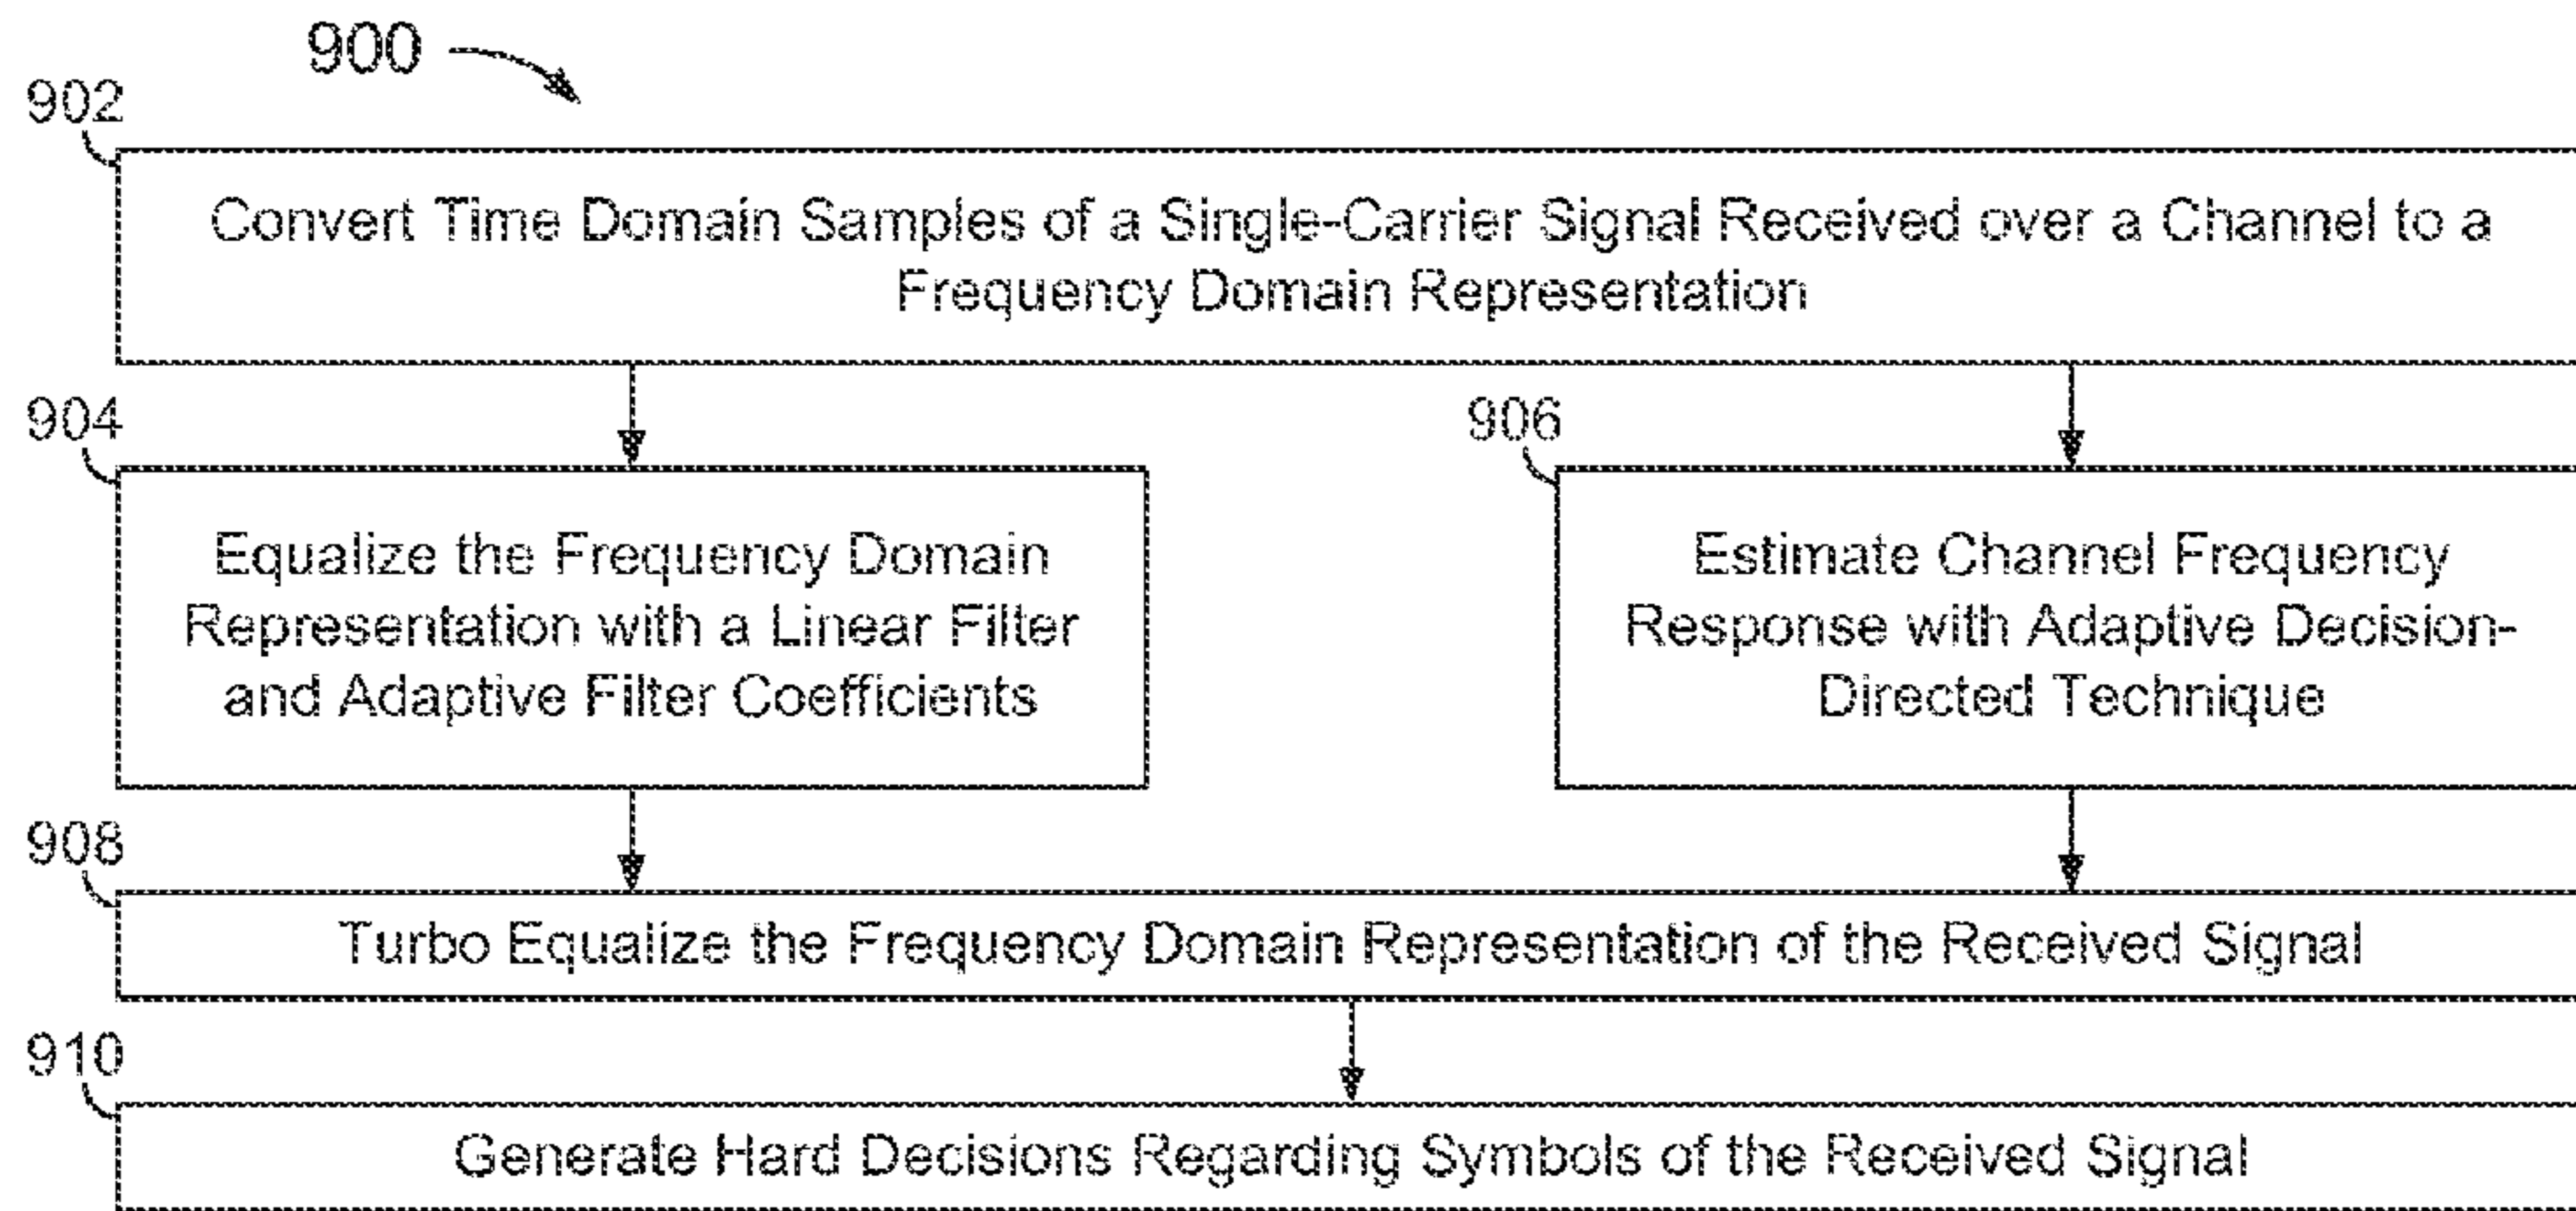 900
902
Convert Time Domain Samples of a Single-Carrier Signal Received over a Channel to a
Frequency Domain Representation
904
Equalize the Frequency Domain
Representation with a Linear Filter
and Adaptive Filter Coefficients
906
Estimate Channel Frequency
Response with Adaptive Decision-
Directed Technique
908
Turbo Equalize the Frequency Domain Representation of the Received Signal
910
Generate Hard Decisions Regarding Symbols of the Received Signal